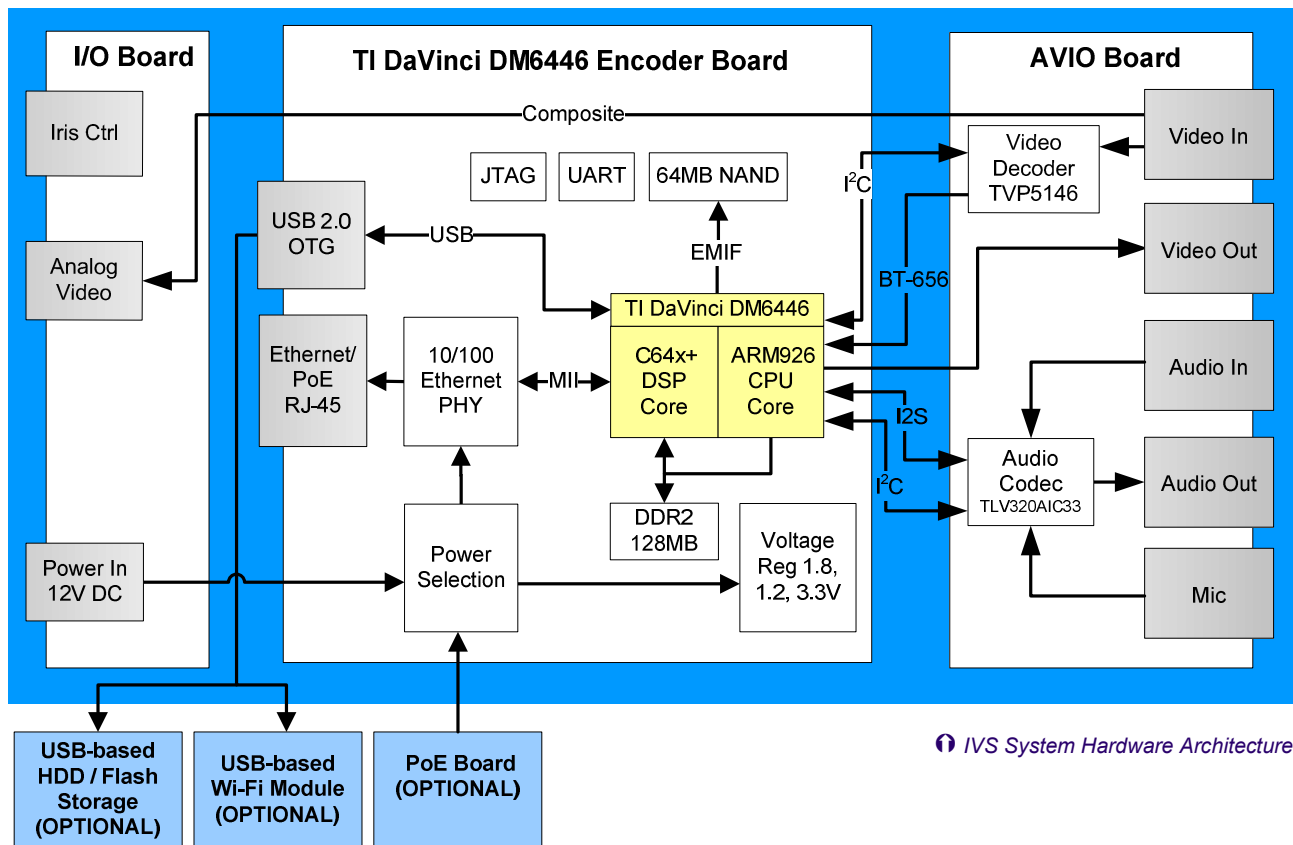 I/O Board
TI DaVinci DM6446 Encoder Board
AVIO Board
Iris Ctrl
Analog
Video
Power In
12V DC
Composite
JTAG
UART
64MB NAND
USB 2.0
OTG
USB
EMIF
TI DaVinci DM6446
C64x+
DSP
Core
ARM926
CPU
Core
Ethernet/
PoE
RJ-45
10/100
Ethernet
PHY
MII
DDR2
128MB
Power
Selection
Voltage
Reg 1.8,
1.2, 3.3V
I²C
BT-656
I2S
I²C
Video
Decoder
TVP5146
Audio
Codec
TLV320AIC33
Video In
Video Out
Audio In
Audio Out
Mic
USB-based
HDD / Flash
Storage
(OPTIONAL)
USB-based
Wi-Fi Module
(OPTIONAL)
PoE Board
(OPTIONAL)
IVS System Hardware Architecture